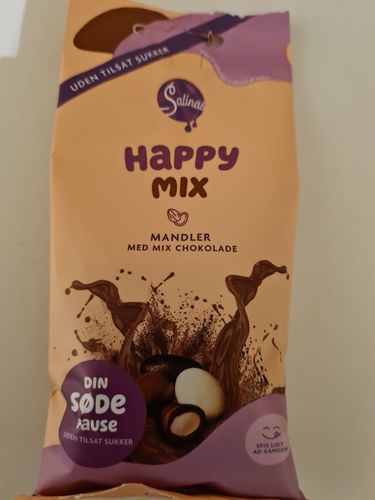 UDEN TILSAT SUKKER
Salinas
HAPPY
MIX
MANDLER
MED MIX CHOKOLADE
DIN
SØDE
PAUSE
UDEN TILSAT SUKKER
SPIS LIDT
AD GANGEN